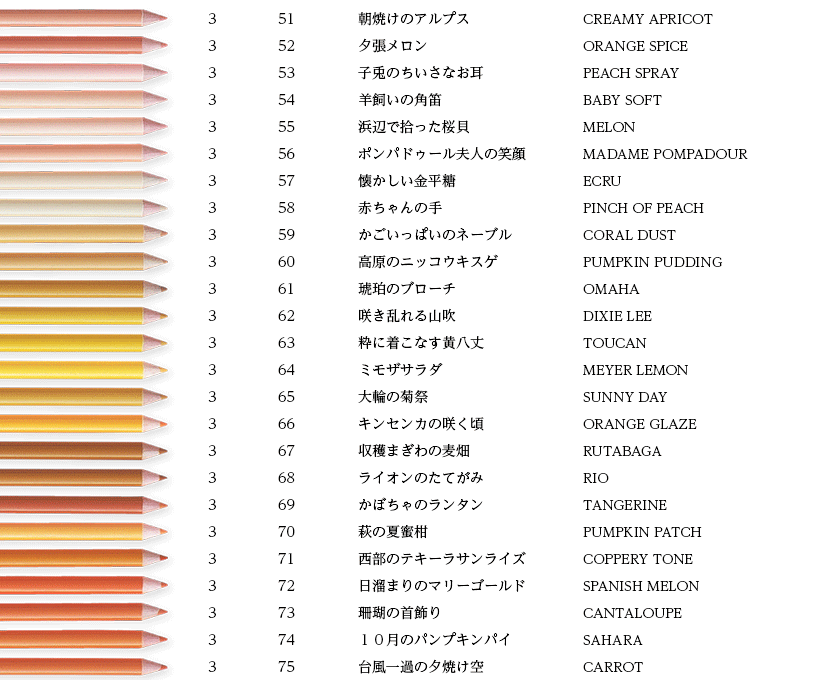 3 51 朝焼けのアルプス CREAMY APRICOT
3 52 夕張メロン ORANGE SPICE
3 53 子兎のちいさなお耳 PEACH SPRAY
3 54 羊飼いの角笛 BABY SOFT
3 55 浜辺で拾った桜貝 MELON
3 56 ポンパドゥール夫人の笑顔 MADAME POMPADOUR
3 57 懐かしい金平糖 ECRU
3 58 赤ちゃんの手 PINCH OF PEACH
3 59 かごいっぱいのネーブル CORAL DUST
3 60 高原のニッコウキスゲ PUMPKIN PUDDING
3 61 琥珀のブローチ OMAHA
3 62 咲き乱れる山吹 DIXIE LEE
3 63 粋に着こなす黄八丈 TOUCAN
3 64 ミモザサラダ MEYER LEMON
3 65 大輪の菊祭 SUNNY DAY
3 66 キンセンカの咲く頃 ORANGE GLAZE
3 67 収穫まぎわの麦畑 RUTABAGA
3 68 ライオンのたてがみ RIO
3 69 かぼちゃのランタン TANGERINE
3 70 萩の夏蜜柑 PUMPKIN PATCH
3 71 西部のテキーラサンライズ COPPERY TONE
3 72 日溜まりのマリーゴールド SPANISH MELON
3 73 珊瑚の首飾り CANTALOUPE
3 74 １０月のパンプキンパイ SAHARA
3 75 台風一過の夕焼け空 CARROT